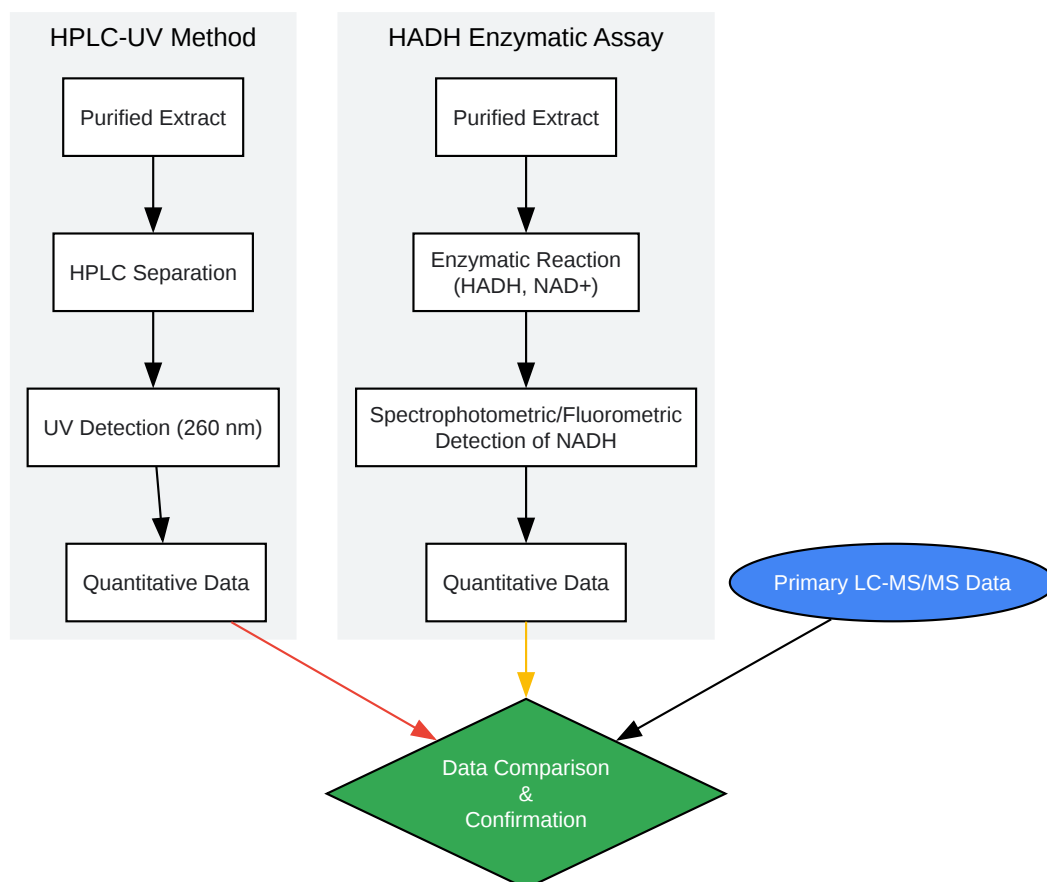 HPLC-UV Method
Purified Extract
HPLC Separation
UV Detection (260 nm)
Quantitative Data
HADH Enzymatic Assay
Purified Extract
Enzymatic Reaction
(HADH, NAD+)
Spectrophotometric/Fluorometric
Detection of NADH
Quantitative Data
Primary LC-MS/MS Data
Data Comparison
&
Confirmation